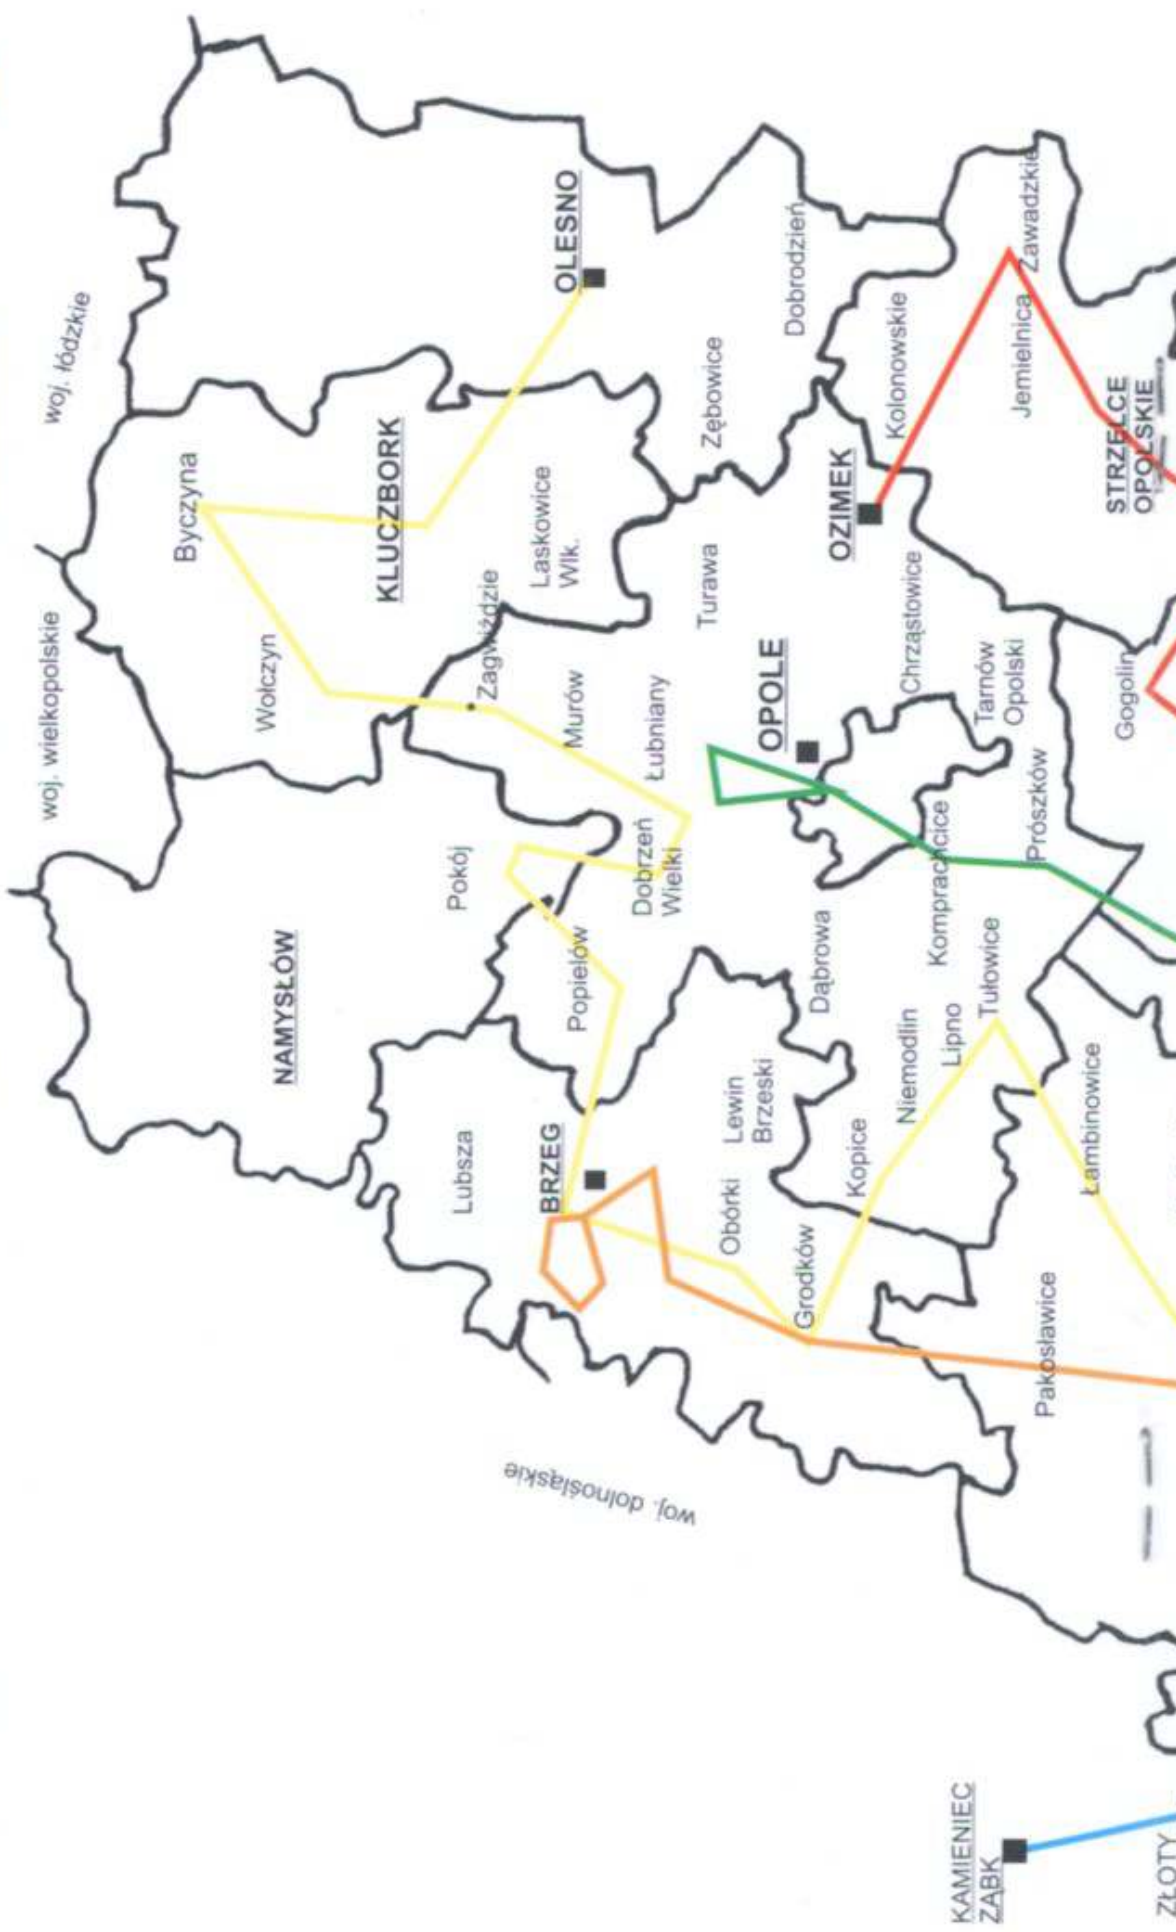 woj. łódzkie
woj. wielkopolskie
Byczyna
Wołczyn
NAMYSŁÓW
OLESNO
KLUCZBORK
Zagwiździe
Laskowice
Wlk.
Pokój
Murów
Łubniany
Dobrzeń
Wielki
Popielów
Lubsza
BRZEG
Dobrodzień
Zębowice
Turawa
OPOLE
OZIMEK
Kolonowskie
Zawadzkie
Jemielnica
STRZELCE
OPOLSKIE
Chrząstowice
Tarnów
Opolski
Gogolin
Prószków
Komprachcice
Dąbrowa
Tułowice
Lipno
Niemodlin
Lewin
Brzeski
Kopice
Obórki
Grodków
Łambinowice
Pakosławice
woj. dolnośląskie
KAMIENIEC
ZĄBK
ZŁOTY